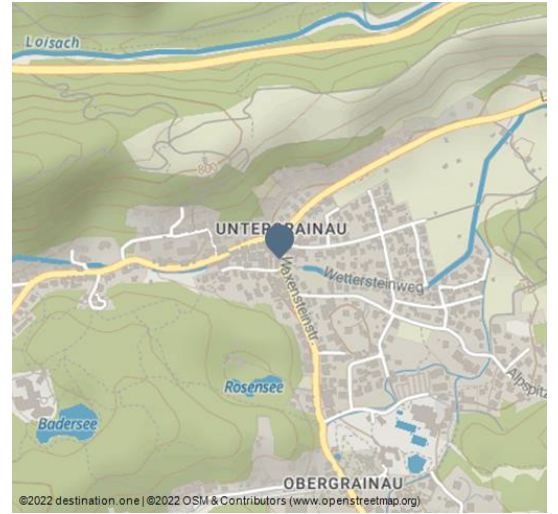 Loisach
L
800
UNTERGRAINAU
Waxensteinstr.
Wettersteinweg
Alpspitz
Rosensee
Badersee
OBERGRAINAU
©2022 destination.one | ©2022 OSM & Contributors (www.openstreetmap.org)